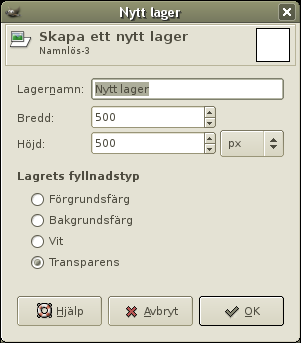 Nytt lager
Skapa ett nytt lager
Namnlös-3
Lagernamn: Nytt lager
Bredd: 500
Höjd: 500 px
Lagrets fyllnadstyp
Förgrundsfärg
Bakgrundsfärg
Vit
Transparens
Hjälp Avbryt OK